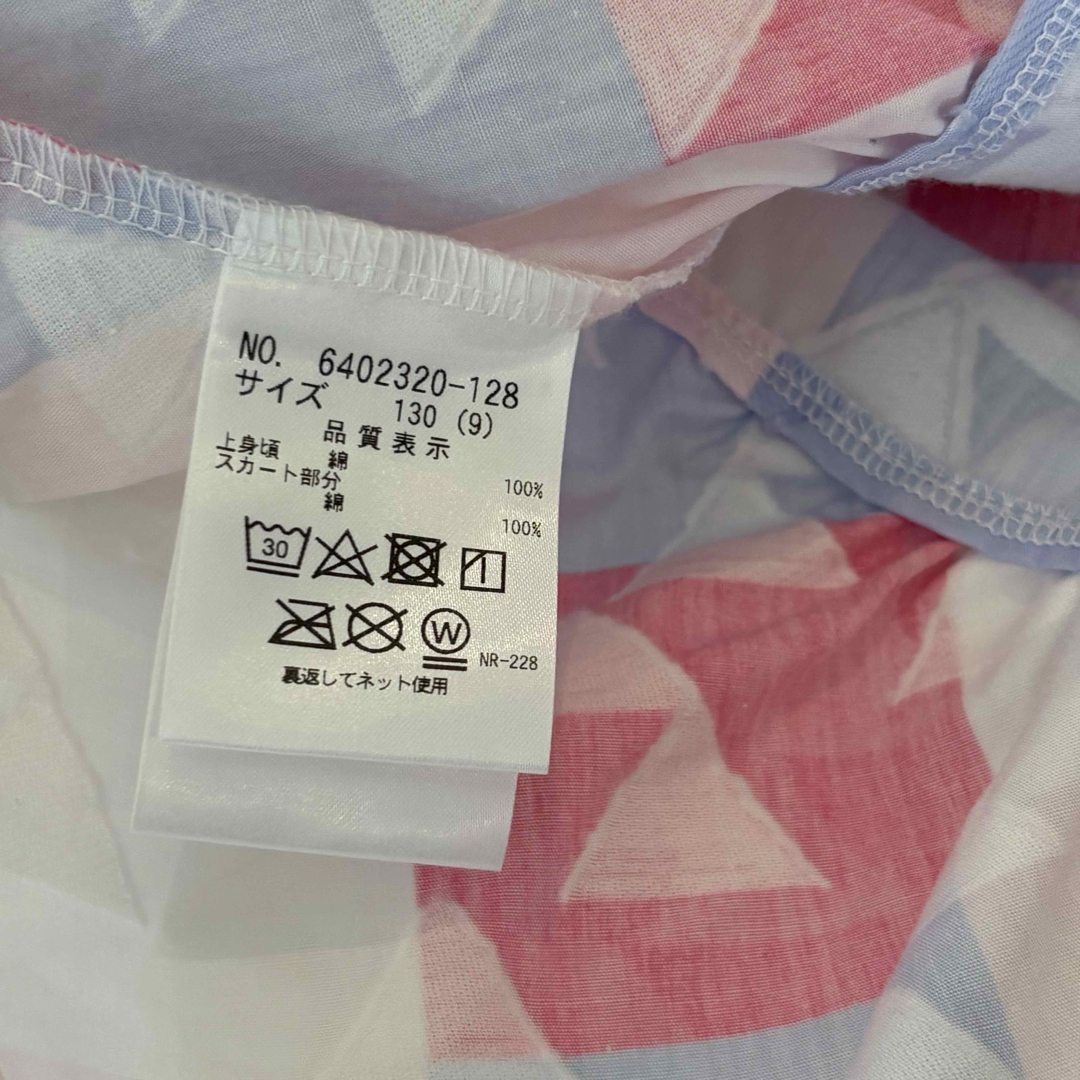 NO. 6402320-128
サイズ 130 (9)
品質表示
上身頃
綿 100%
スカート部分
綿 100%
30
W
NR-228
裏返してネット使用